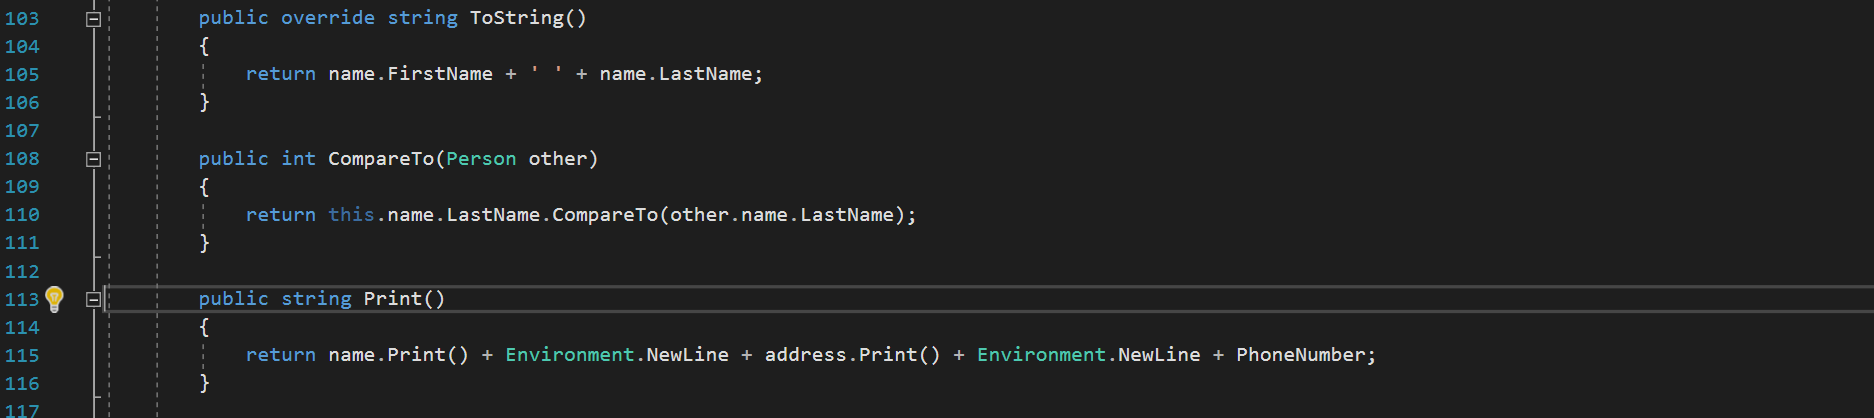 103 public override string ToString()
104 {
105 return name.FirstName + ' ' + name.LastName;
106 }
107
108 public int CompareTo(Person other)
109 {
110 return this.name.LastName.CompareTo(other.name.LastName);
111 }
112
113 public string Print()
114 {
115 return name.Print() + Environment.NewLine + address.Print() + Environment.NewLine + PhoneNumber;
116 }
117